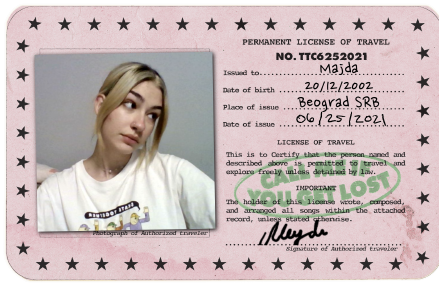 PERMANENT LICENSE OF TRAVEL
NO. TTC6252021
Issued to Majda
Date of birth 20/12/2002
Place of issue Beograd SRB
Date of issue 06/25/2021
LICENSE OF TRAVEL
This is to Certify that the person named and
described above is permitted to travel and
explore freely unless detained by law.
CALL ME IF
YOU GET LOST
IMPORTANT
The holder of this license wrote, composed,
and arranged all songs within the attached
record, unless stated otherwise.
Majda
Signature of Authorized traveler
Photograph of Authorized traveler